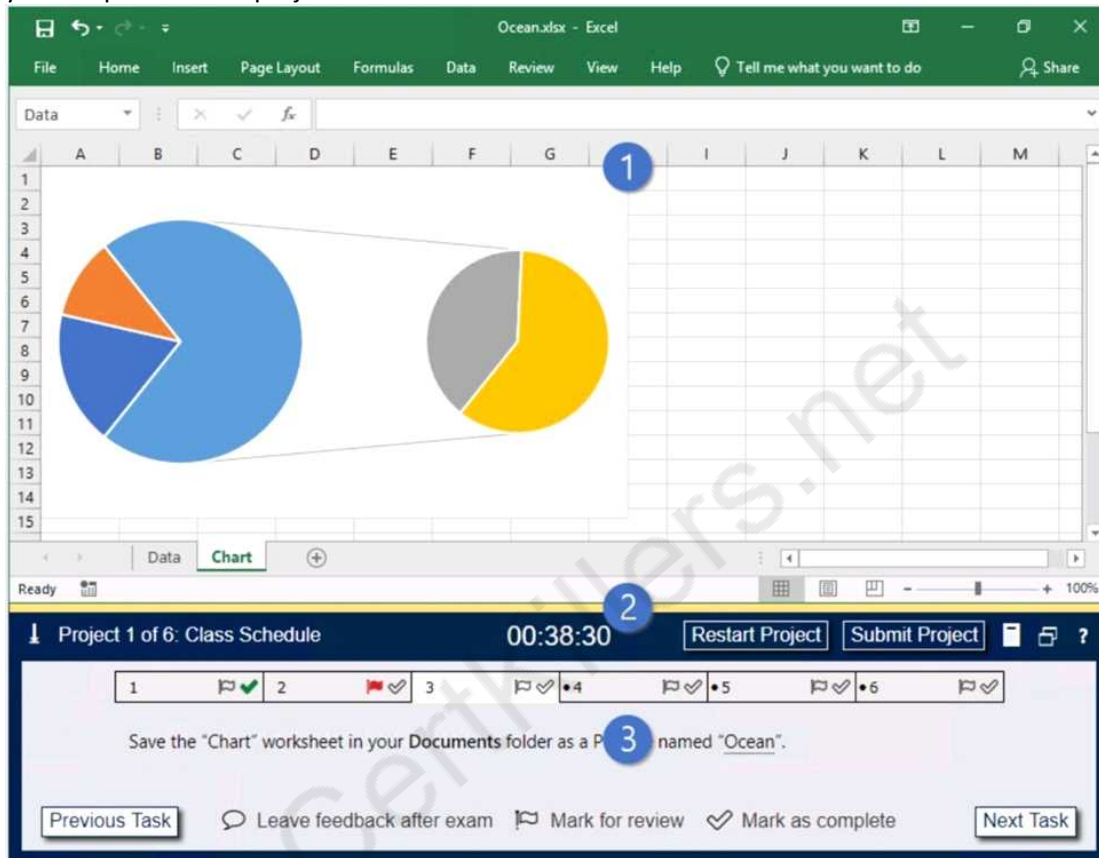 Ocean.xlsx - Excel
File Home Insert Page Layout Formulas Data Review View Help Tell me what you want to do Share
Data fx
A B C D E F G I J K L M
1
1
2
3
4
5
6
7
8
9
10
11
12
13
14
15
Data Chart
Ready 100%
2
Project 1 of 6: Class Schedule 00:38:30 Restart Project Submit Project ?
1 2 3 •4 •5 •6
Save the "Chart" worksheet in your Documents folder as a P 3 named "Ocean".
Previous Task Leave feedback after exam Mark for review Mark as complete Next Task
Certkillers.net